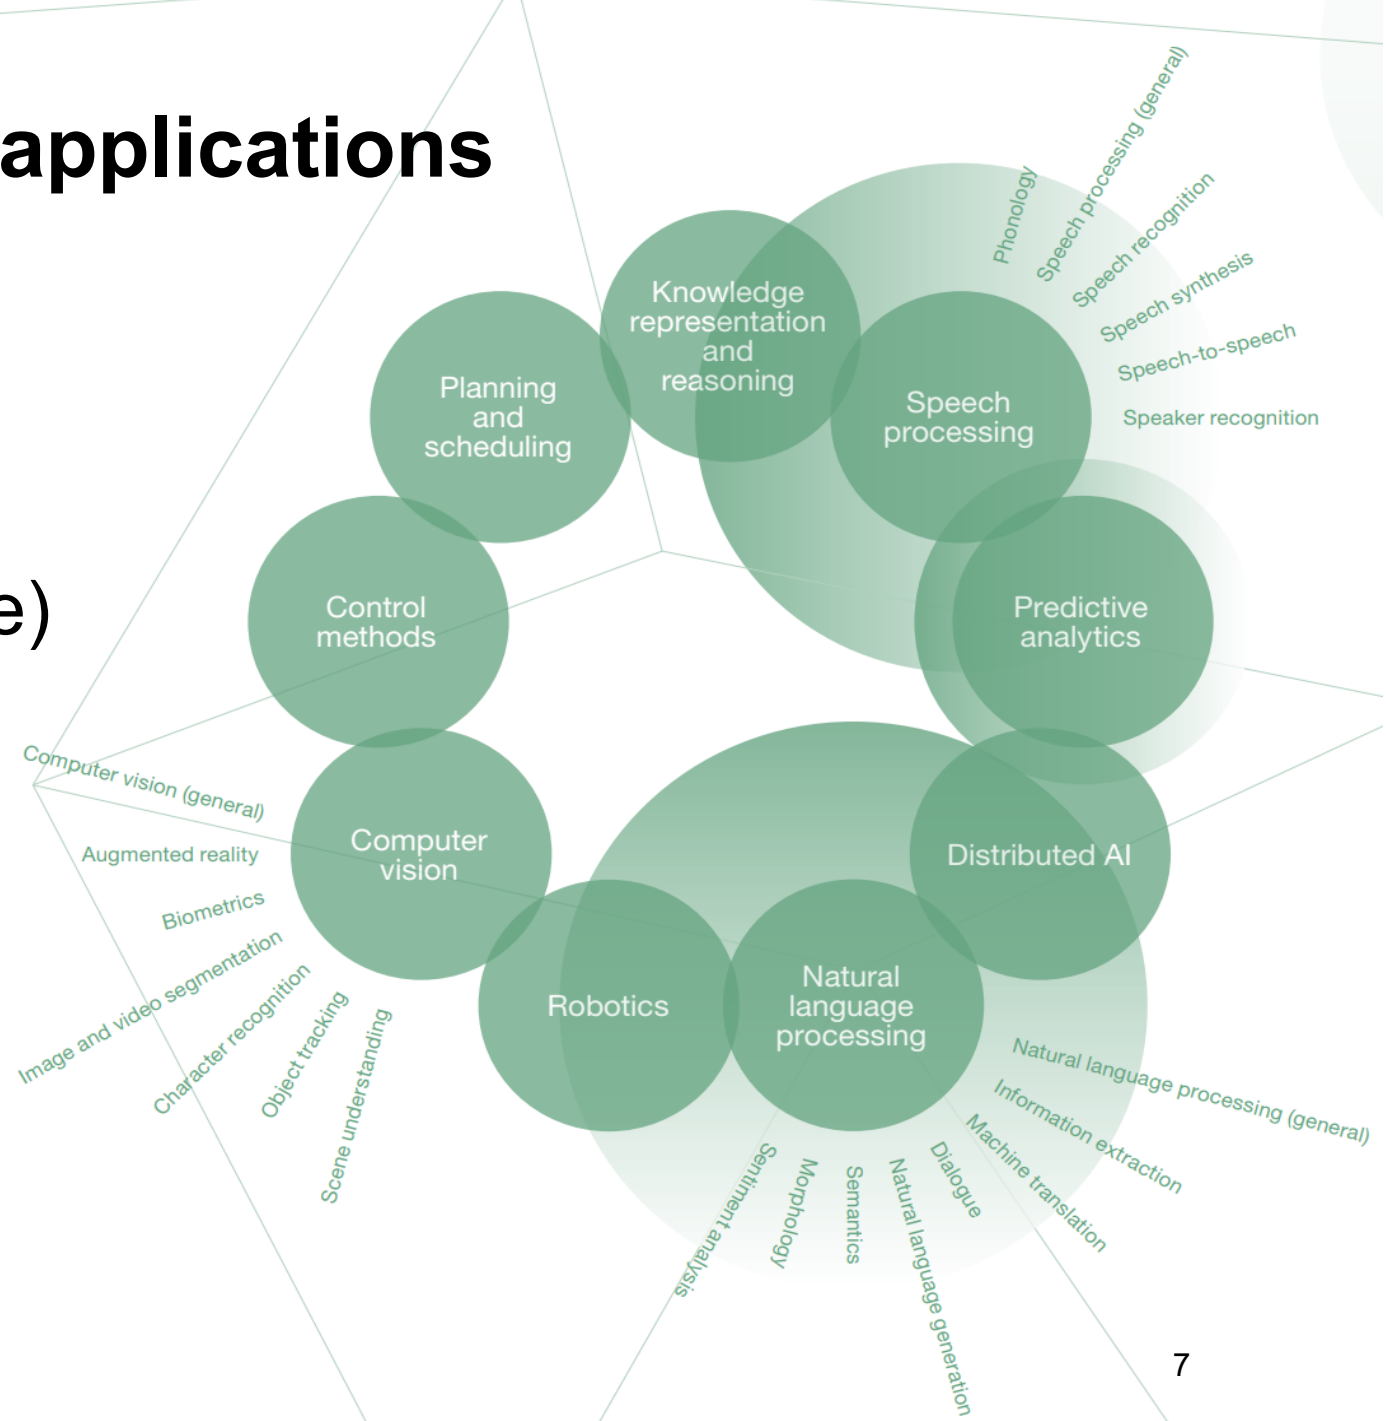 applications
e)
Knowledge
representation
and
reasoning
Speech
processing
Phonology
Speech processing (general)
Speech recognition
Speech synthesis
Speech-to-speech
Speaker recognition
Predictive
analytics
Distributed AI
Natural
language
processing
Natural language processing (general)
Information extraction
Machine translation
Dialogue
Natural language generation
Semantics
Morphology
Sentiment analysis
Robotics
Computer
vision
Computer vision (general)
Augmented reality
Biometrics
Image and video segmentation
Character recognition
Object tracking
Scene understanding
Control
methods
Planning
and
scheduling
7